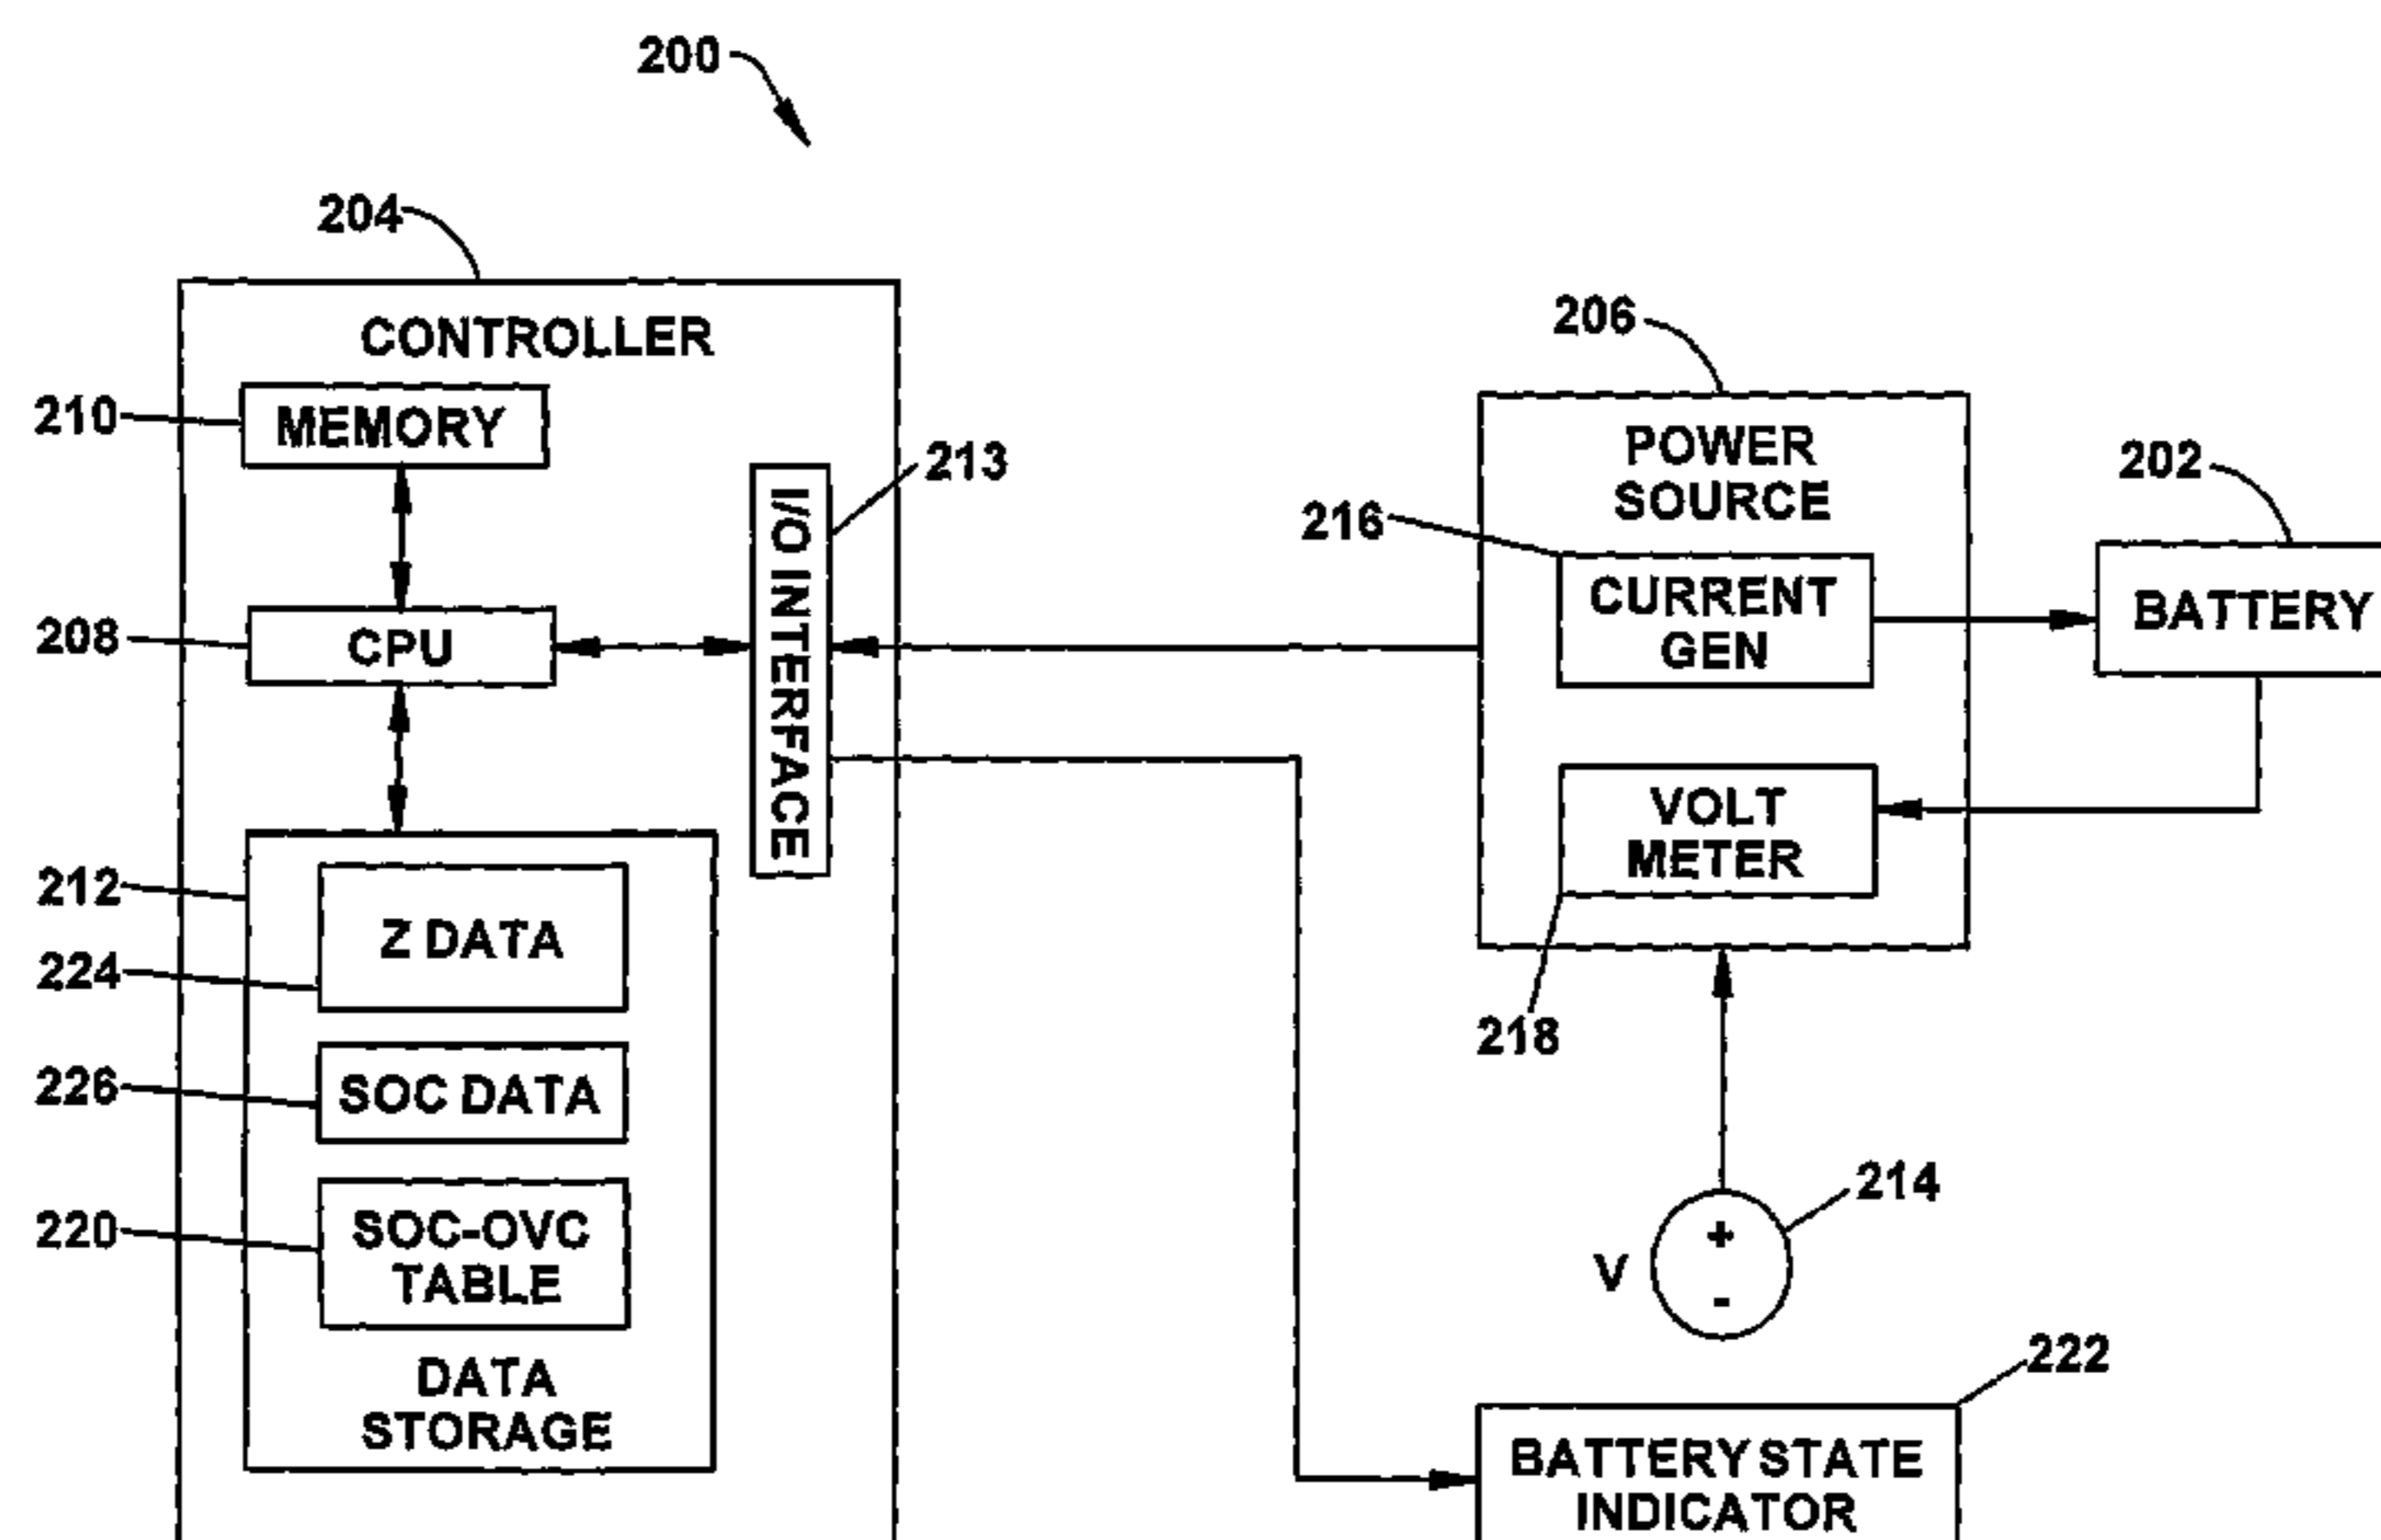 200
204
CONTROLLER
206
210
MEMORY
213
POWER
SOURCE
202
216
I/O INTERFACE
CURRENT
GEN
BATTERY
208
CPU
VOLT
METER
212
Z DATA
224
218
226
SOC DATA
214
220
SOC-OVC
TABLE
V
+
-
222
DATA
STORAGE
BATTERY STATE
INDICATOR